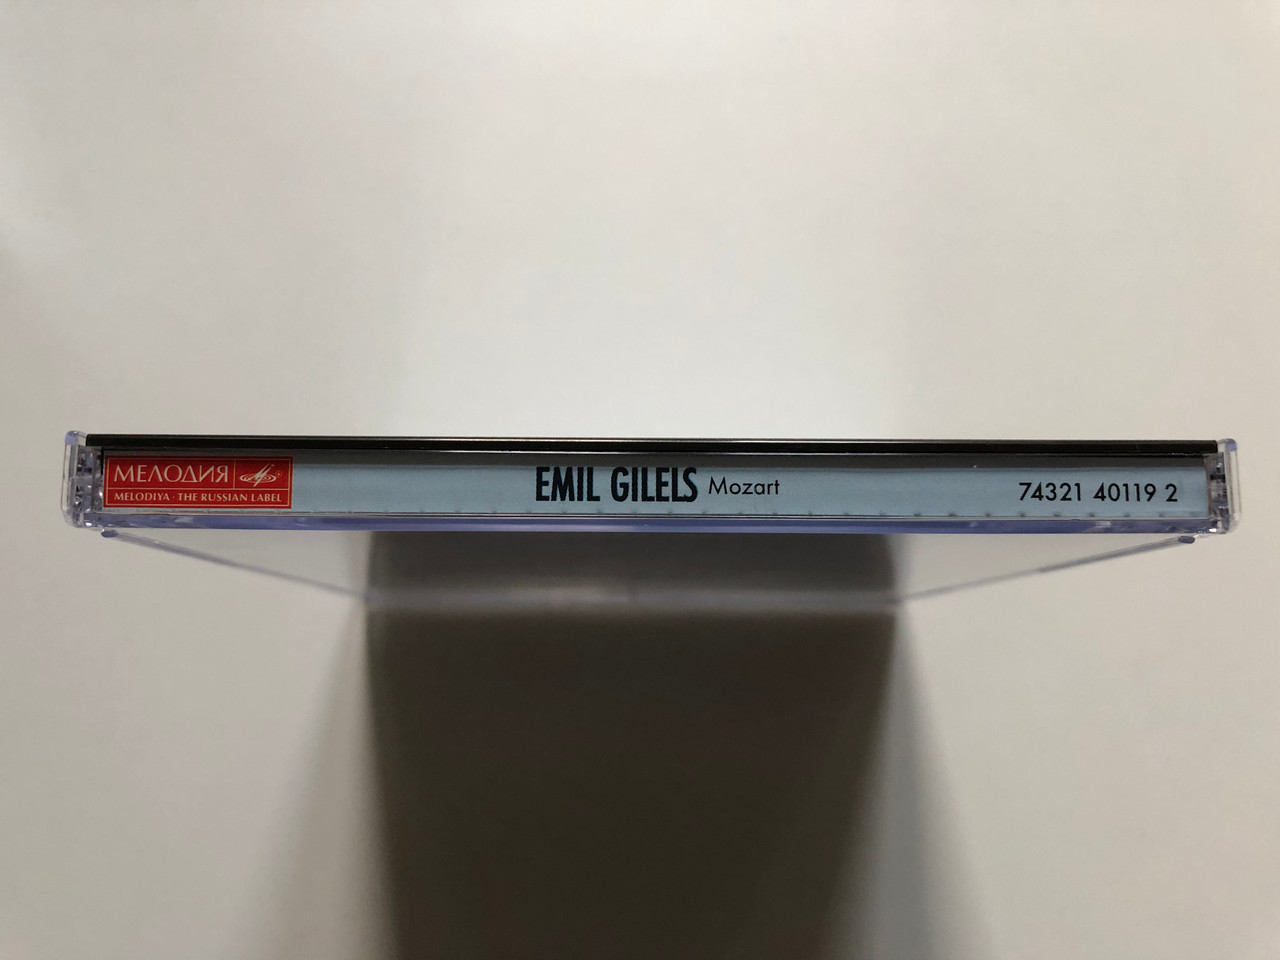 МЕЛОДИЯ
MELODIYA · THE RUSSIAN LABEL
EMIL GILELS Mozart
74321 40119 2